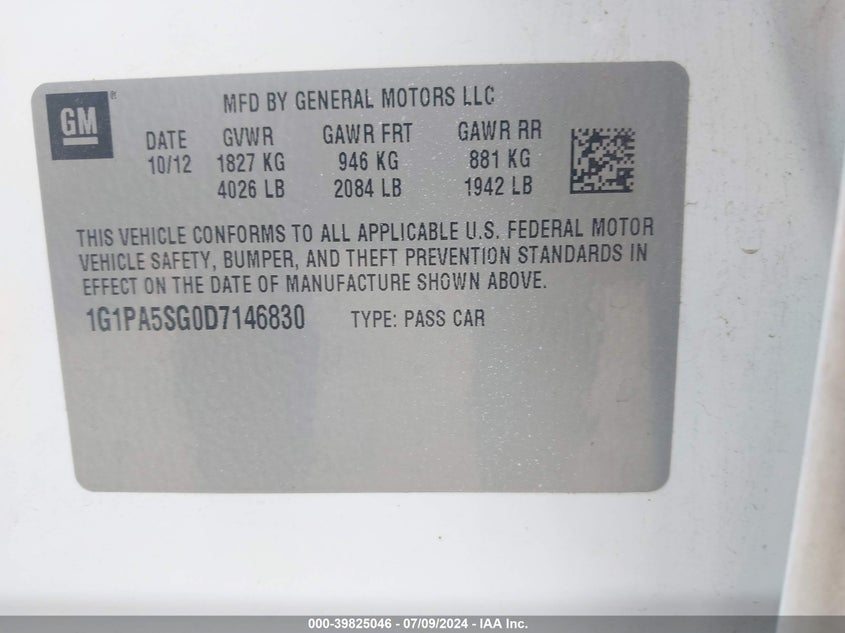 GM®
MFD BY GENERAL MOTORS LLC
DATE GVWR GAWR FRT GAWR RR
10/12 1827 KG 946 KG 881 KG
4026 LB 2084 LB 1942 LB
THIS VEHICLE CONFORMS TO ALL APPLICABLE U.S. FEDERAL MOTOR
VEHICLE SAFETY, BUMPER, AND THEFT PREVENTION STANDARDS IN
EFFECT ON THE DATE OF MANUFACTURE SHOWN ABOVE.
1G1PA5SG0D7146830 TYPE: PASS CAR
000-39825046 - 07/09/2024 - IAA Inc.